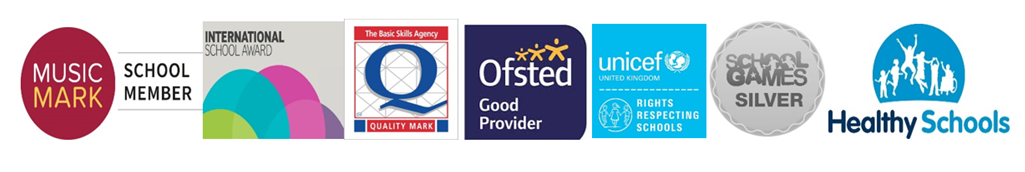 MUSIC
MARK
SCHOOL
MEMBER
INTERNATIONAL
SCHOOL AWARD
The Basic Skills Agency
Q
QUALITY MARK
Ofsted
Good
Provider
unicef
UNITED KINGDOM
RIGHTS
RESPECTING
SCHOOLS
SCHOOL
GAMES
SILVER
Healthy Schools